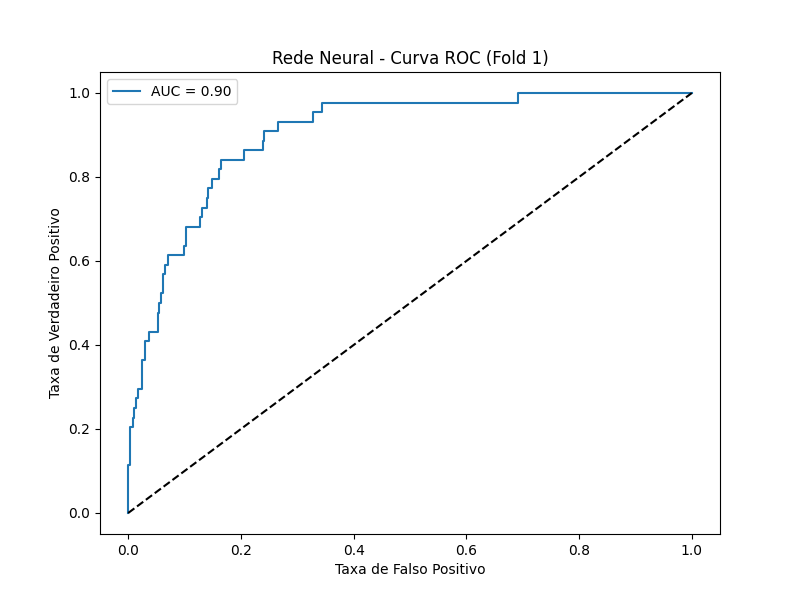 Rede Neural - Curva ROC (Fold 1)
AUC = 0.90
Taxa de Verdadeiro Positivo
1.0
0.8
0.6
0.4
0.2
0.0
0.0 0.2 0.4 0.6 0.8 1.0
Taxa de Falso Positivo